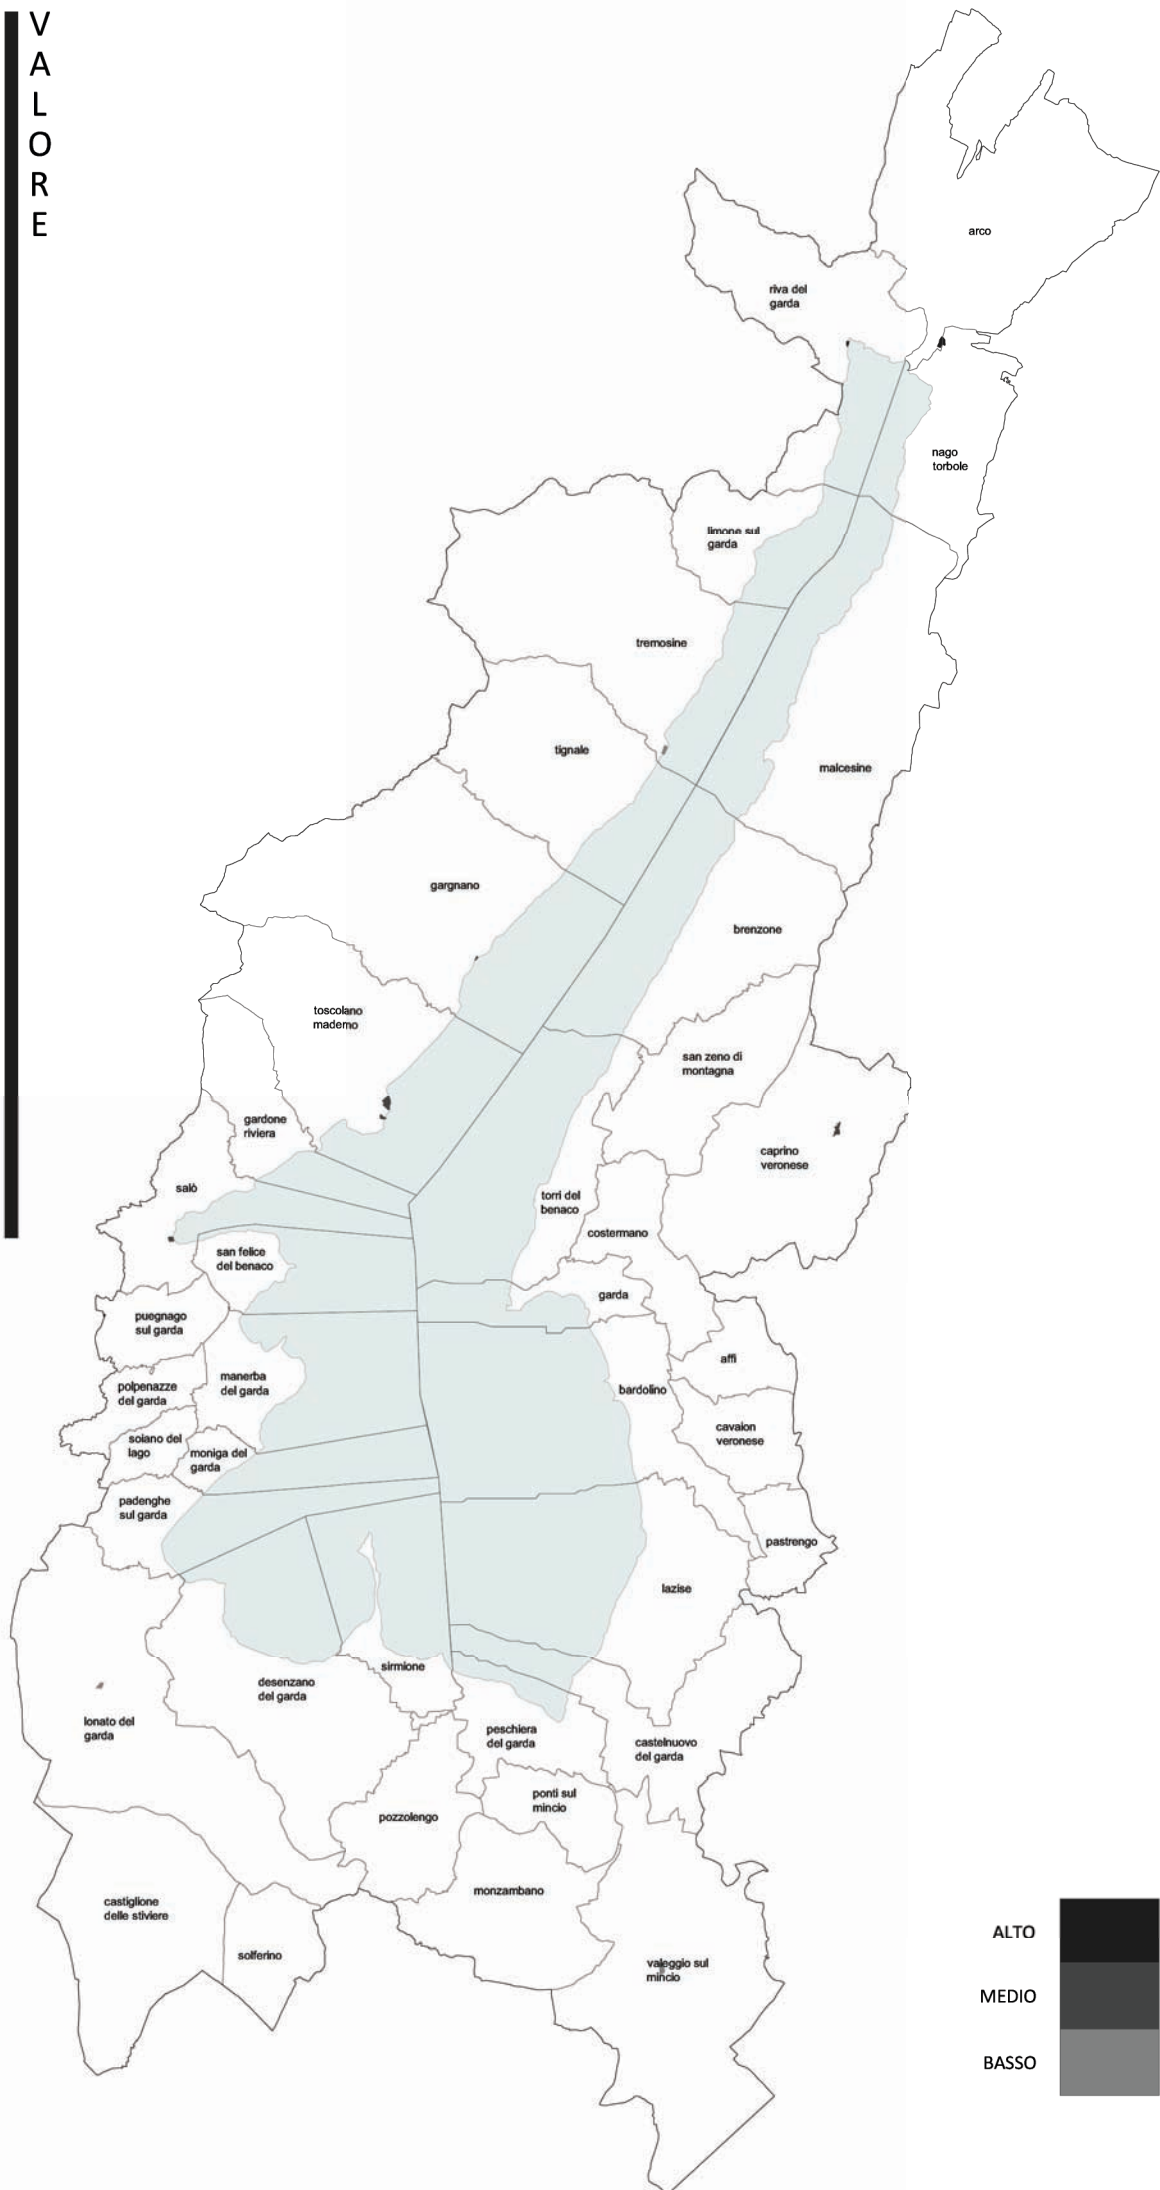 VALORE
arco
riva del
garda
nago
torbole
limone sul
garda
tremosine
tignale
malcesine
gargnano
brenzone
toscolano
maderno
san zeno di
montagna
gardone
riviera
caprino
veronese
salò
torri del
benaco
costermano
san felice
del benaco
garda
puegnago
sul garda
affi
manerba
del garda
polpenazze
del garda
bardolino
cavaion
veronese
soiano del
lago
moniga del
garda
padenghe
sul garda
pastrengo
lazise
sirmione
desenzano
del garda
lonato del
garda
peschiera
del garda
castelnuovo
del garda
ponti sul
mincio
pozzolengo
monzambano
castiglione
delle stiviere
solferino
valeggio sul
mincio
ALTO
MEDIO
BASSO